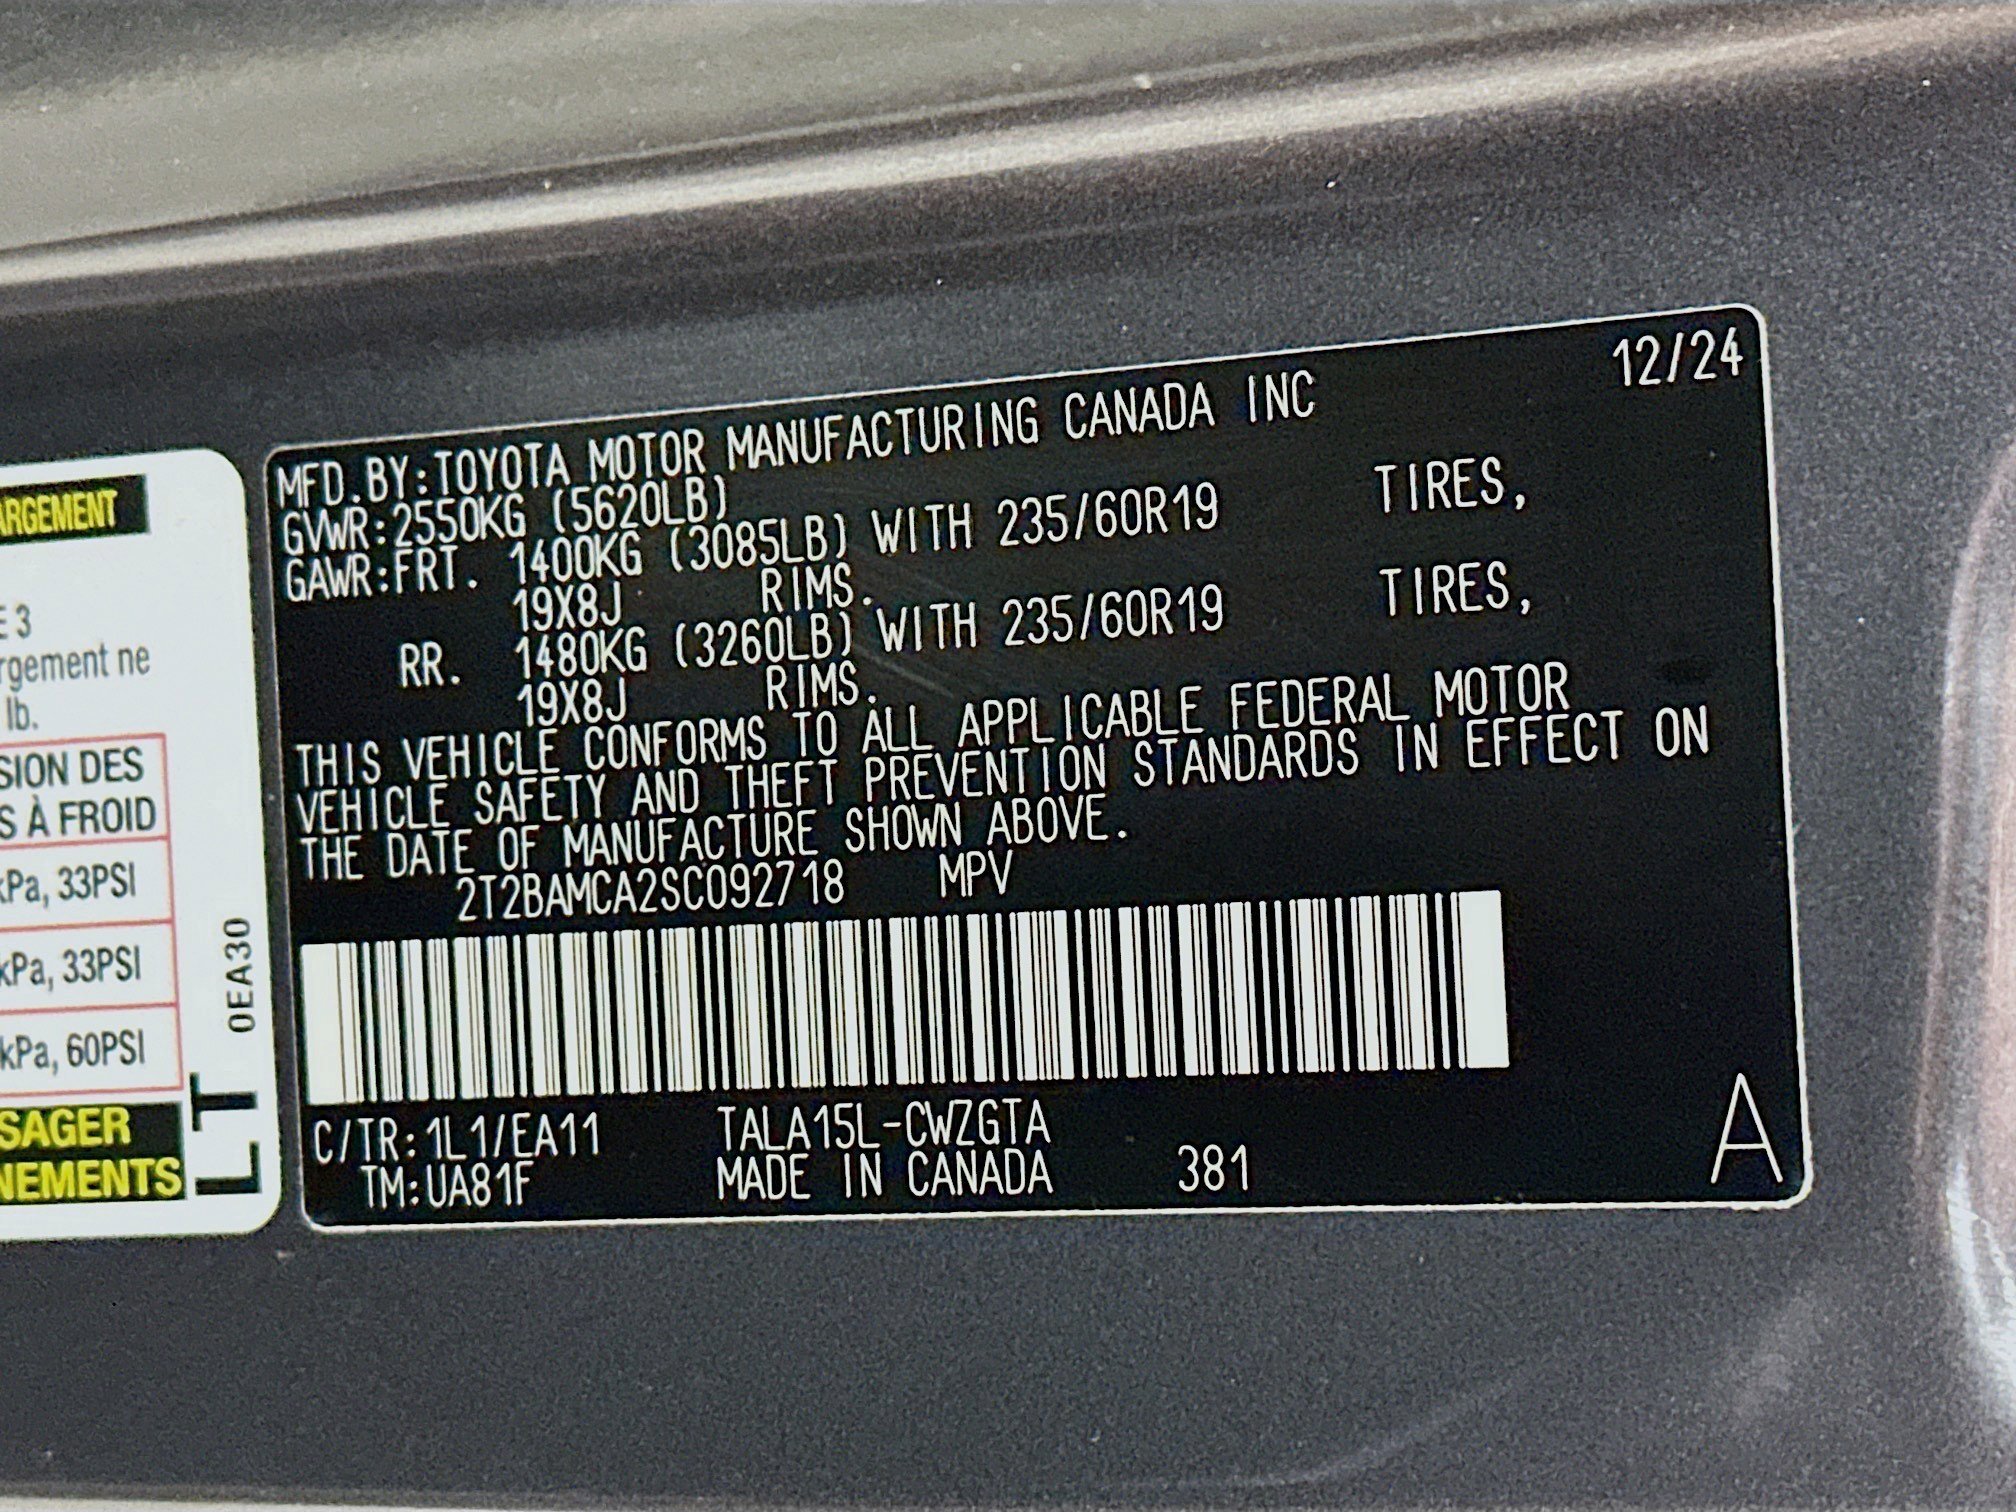 ARGEMENT
E 3
rgement ne
lb.
SION DES
S À FROID
kPa, 33PSI
kPa, 33PSI
kPa, 60PSI
SAGER
NEMENTS
0EA30
LT
12/24
MFD.BY:TOYOTA MOTOR MANUFACTURING CANADA INC
GVWR:2550KG (5620LB)
GAWR:FRT. 1400KG (3085LB) WITH 235/60R19 TIRES,
19X8J RIMS.
RR. 1480KG (3260LB) WITH 235/60R19 TIRES,
19X8J RIMS.
THIS VEHICLE CONFORMS TO ALL APPLICABLE FEDERAL MOTOR
VEHICLE SAFETY AND THEFT PREVENTION STANDARDS IN EFFECT ON
THE DATE OF MANUFACTURE SHOWN ABOVE.
2T2BAMCA2SC092718 MPV
C/TR:1L1/EA11 TALA15L-CWZGTA
TM:UA81F MADE IN CANADA 381
A